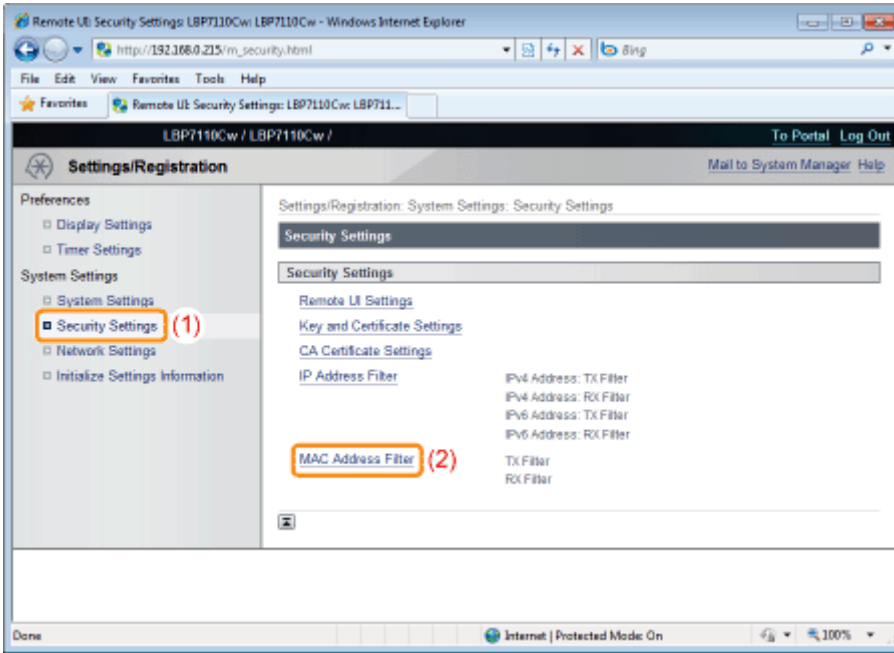 Remote UI: Security Settings: LBP7110Cw: LBP7110Cw - Windows Internet Explorer
http://192.168.0.215/m_security.html
Bing
File Edit View Favorites Tools Help
Favorites Remote UI: Security Settings: LBP7110Cw: LBP711...
LBP7110Cw / LBP7110Cw /
To Portal Log Out
Settings/Registration
Mail to System Manager Help
Preferences
Display Settings
Timer Settings
System Settings
System Settings
Security Settings (1)
Network Settings
Initialize Settings Information
Settings/Registration: System Settings: Security Settings
Security Settings
Security Settings
Remote UI Settings
Key and Certificate Settings
CA Certificate Settings
IP Address Filter IPv4 Address: TX Filter
IPv4 Address: RX Filter
IPv6 Address: TX Filter
IPv6 Address: RX Filter
MAC Address Filter (2) TX Filter
RX Filter
Done Internet | Protected Mode: On 100%